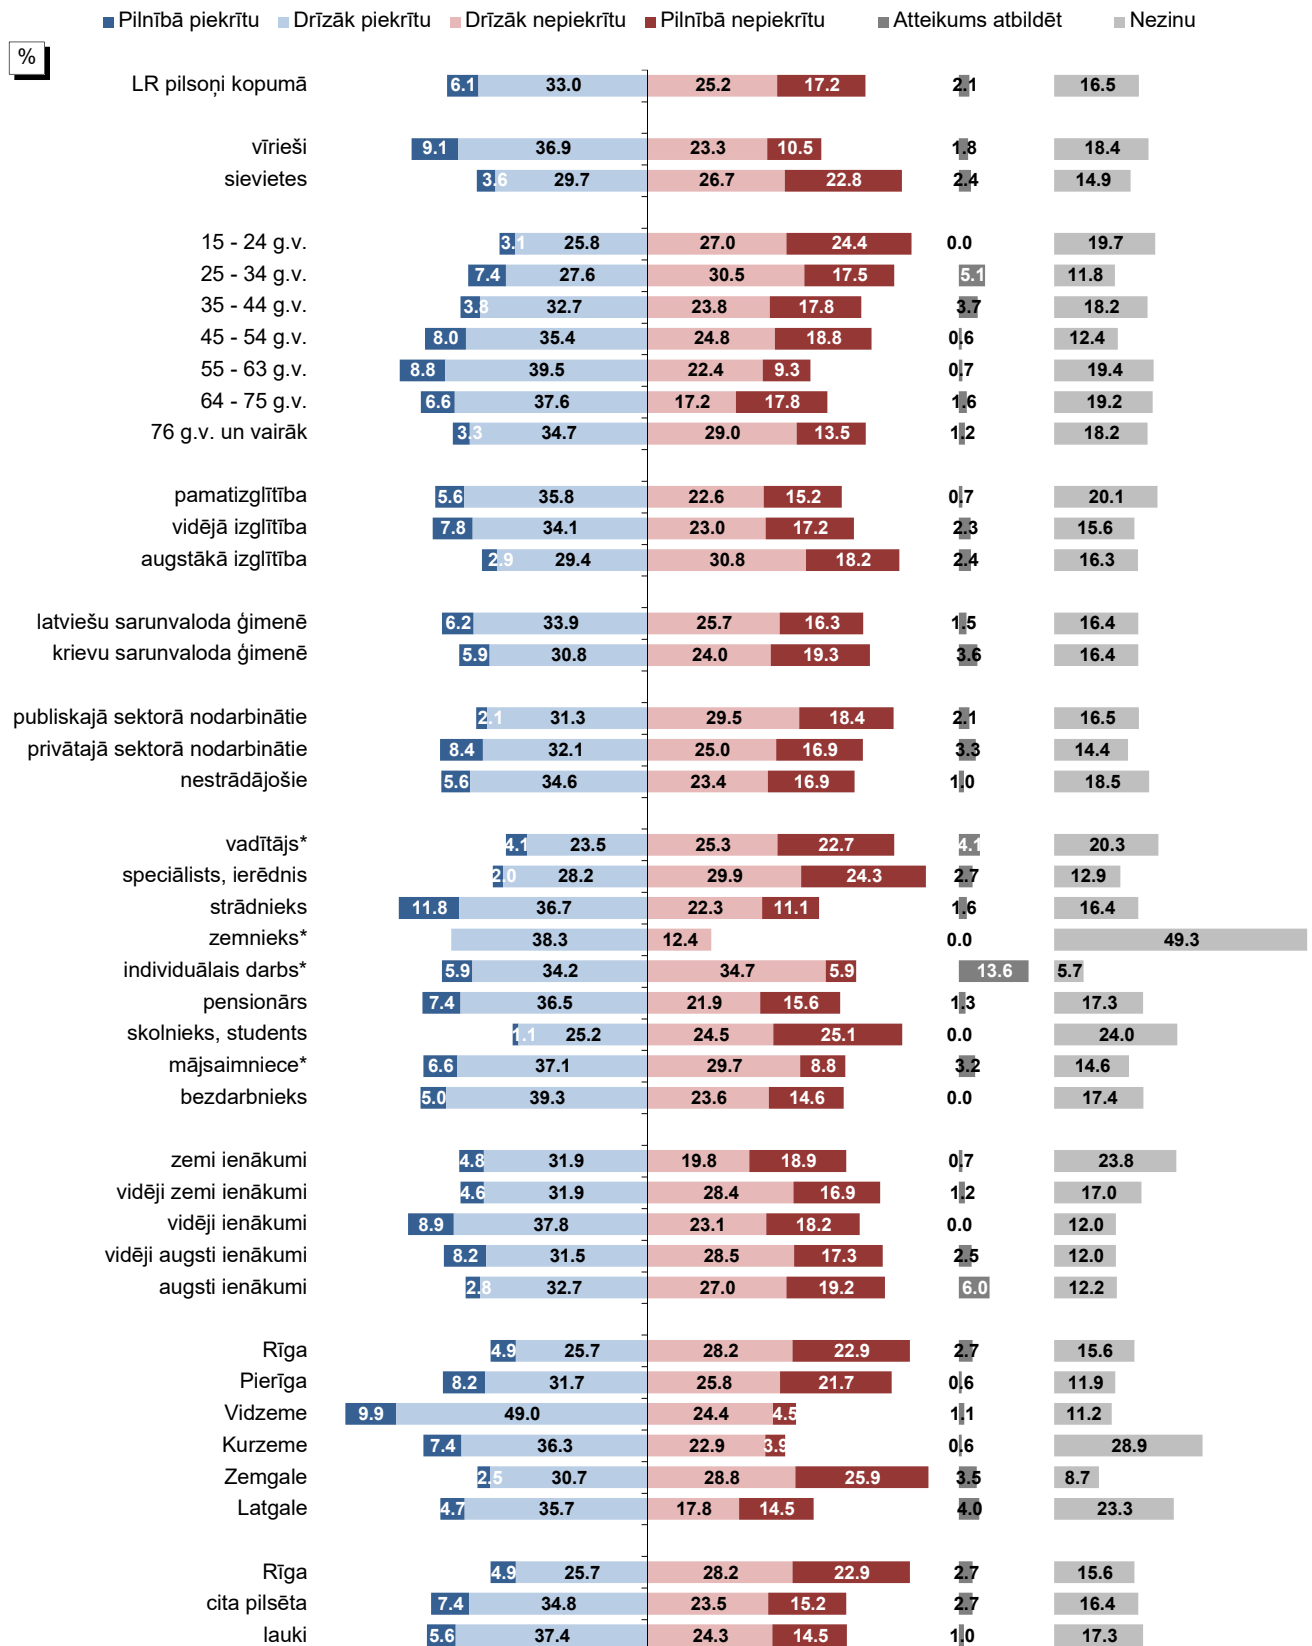 Pilnībā piekrītu Drīzāk piekrītu Drīzāk nepiekrītu Pilnībā nepiekrītu Atteikums atbildēt Nezinu
%
LR pilsoņi kopumā 6.1 33.0 25.2 17.2 2.1 16.5
vīrieši 9.1 36.9 23.3 10.5 1.8 18.4
sievietes 3.6 29.7 26.7 22.8 2.4 14.9
15 - 24 g.v. 3.1 25.8 27.0 24.4 0.0 19.7
25 - 34 g.v. 7.4 27.6 30.5 17.5 5.1 11.8
35 - 44 g.v. 3.8 32.7 23.8 17.8 3.7 18.2
45 - 54 g.v. 8.0 35.4 24.8 18.8 0.6 12.4
55 - 63 g.v. 8.8 39.5 22.4 9.3 0.7 19.4
64 - 75 g.v. 6.6 37.6 17.2 17.8 1.6 19.2
76 g.v. un vairāk 3.3 34.7 29.0 13.5 1.2 18.2
pamatizglītība 5.6 35.8 22.6 15.2 0.7 20.1
vidējā izglītība 7.8 34.1 23.0 17.2 2.3 15.6
augstākā izglītība 2.9 29.4 30.8 18.2 2.4 16.3
latviešu sarunvaloda ģimenē 6.2 33.9 25.7 16.3 1.5 16.4
krievu sarunvaloda ģimenē 5.9 30.8 24.0 19.3 3.6 16.4
publiskajā sektorā nodarbinātie 2.1 31.3 29.5 18.4 2.1 16.5
privātajā sektorā nodarbinātie 8.4 32.1 25.0 16.9 3.3 14.4
nestrādājošie 5.6 34.6 23.4 16.9 1.0 18.5
vadītājs* 4.1 23.5 25.3 22.7 4.1 20.3
speciālists, ierēdnis 2.0 28.2 29.9 24.3 2.7 12.9
strādnieks 11.8 36.7 22.3 11.1 1.6 16.4
zemnieks* 38.3 12.4 0.0 49.3
individuālais darbs* 5.9 34.2 34.7 5.9 13.6 5.7
pensionārs 7.4 36.5 21.9 15.6 1.3 17.3
skolnieks, students 1.1 25.2 24.5 25.1 0.0 24.0
mājsaimniece* 6.6 37.1 29.7 8.8 3.2 14.6
bezdarbnieks 5.0 39.3 23.6 14.6 0.0 17.4
zemi ienākumi 4.8 31.9 19.8 18.9 0.7 23.8
vidēji zemi ienākumi 4.6 31.9 28.4 16.9 1.2 17.0
vidēji ienākumi 8.9 37.8 23.1 18.2 0.0 12.0
vidēji augsti ienākumi 8.2 31.5 28.5 17.3 2.5 12.0
augsti ienākumi 2.8 32.7 27.0 19.2 6.0 12.2
Rīga 4.9 25.7 28.2 22.9 2.7 15.6
Pierīga 8.2 31.7 25.8 21.7 0.6 11.9
Vidzeme 9.9 49.0 24.4 4.5 1.1 11.2
Kurzeme 7.4 36.3 22.9 3.9 0.6 28.9
Zemgale 2.5 30.7 28.8 25.9 3.5 8.7
Latgale 4.7 35.7 17.8 14.5 4.0 23.3
Rīga 4.9 25.7 28.2 22.9 2.7 15.6
cita pilsēta 7.4 34.8 23.5 15.2 2.7 16.4
lauki 5.6 37.4 24.3 14.5 1.0 17.3